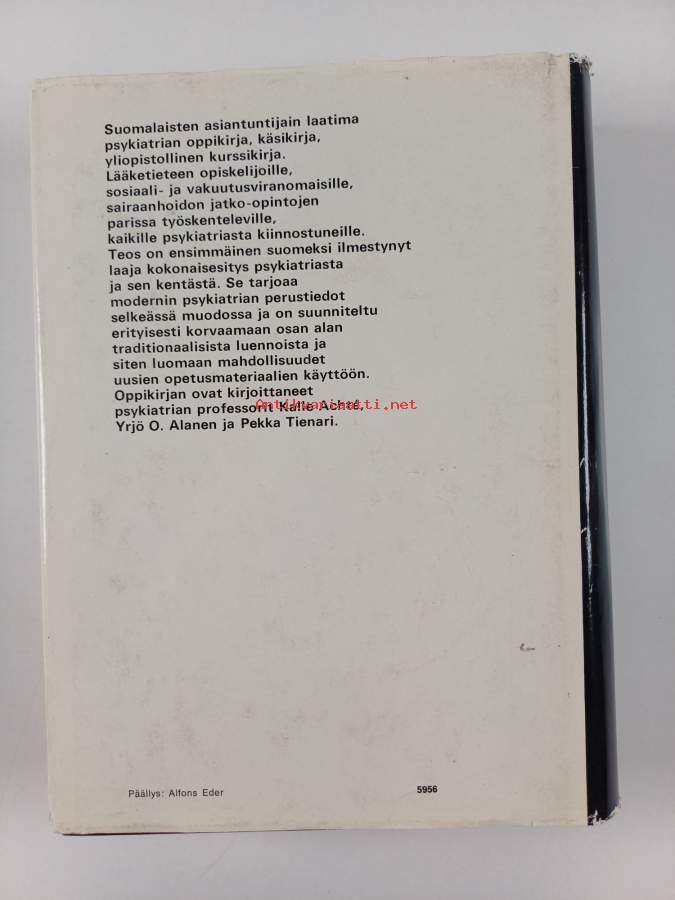 Suomalaisten asiantuntijain laatima
psykiatrian oppikirja, käsikirja,
yliopistollinen kurssikirja.
Lääketieteen opiskelijoille,
sosiaali- ja vakuutusviranomaisille,
sairaanhoidon jatko-opintojen
parissa työskenteleville,
kaikille psykiatriasta kiinnostuneille.
Teos on ensimmäinen suomeksi ilmestynyt
laaja kokonaisesitys psykiatriasta
ja sen kentästä. Se tarjoaa
modernin psykiatrian perustiedot
selkeässä muodossa ja on suunniteltu
erityisesti korvaamaan osan alan
traditionaalisista luennoista ja
siten luomaan mahdollisuudet
uusien opetusmateriaalien käyttöön.
Oppikirjan ovat kirjoittaneet
psykiatrian professorit Kalle Achté,
Antikvariaatti.net
Yrjö O. Alanen ja Pekka Tienari.
Päällys: Alfons Eder
5956